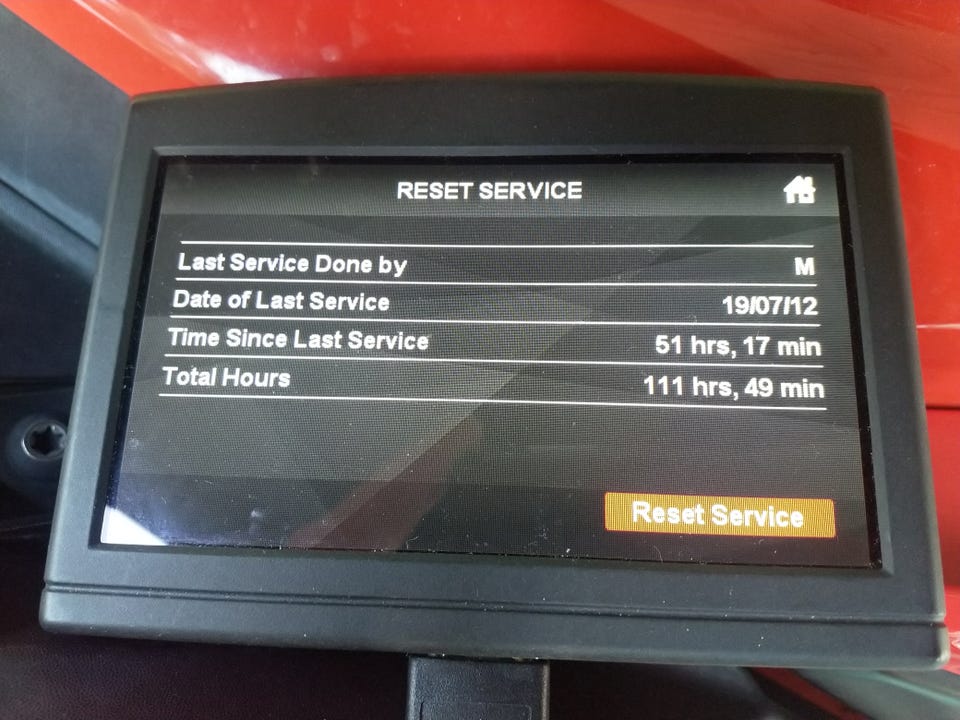 RESET SERVICE
Last Service Done by M
Date of Last Service 19/07/12
Time Since Last Service 51 hrs, 17 min
Total Hours 111 hrs, 49 min
Reset Service